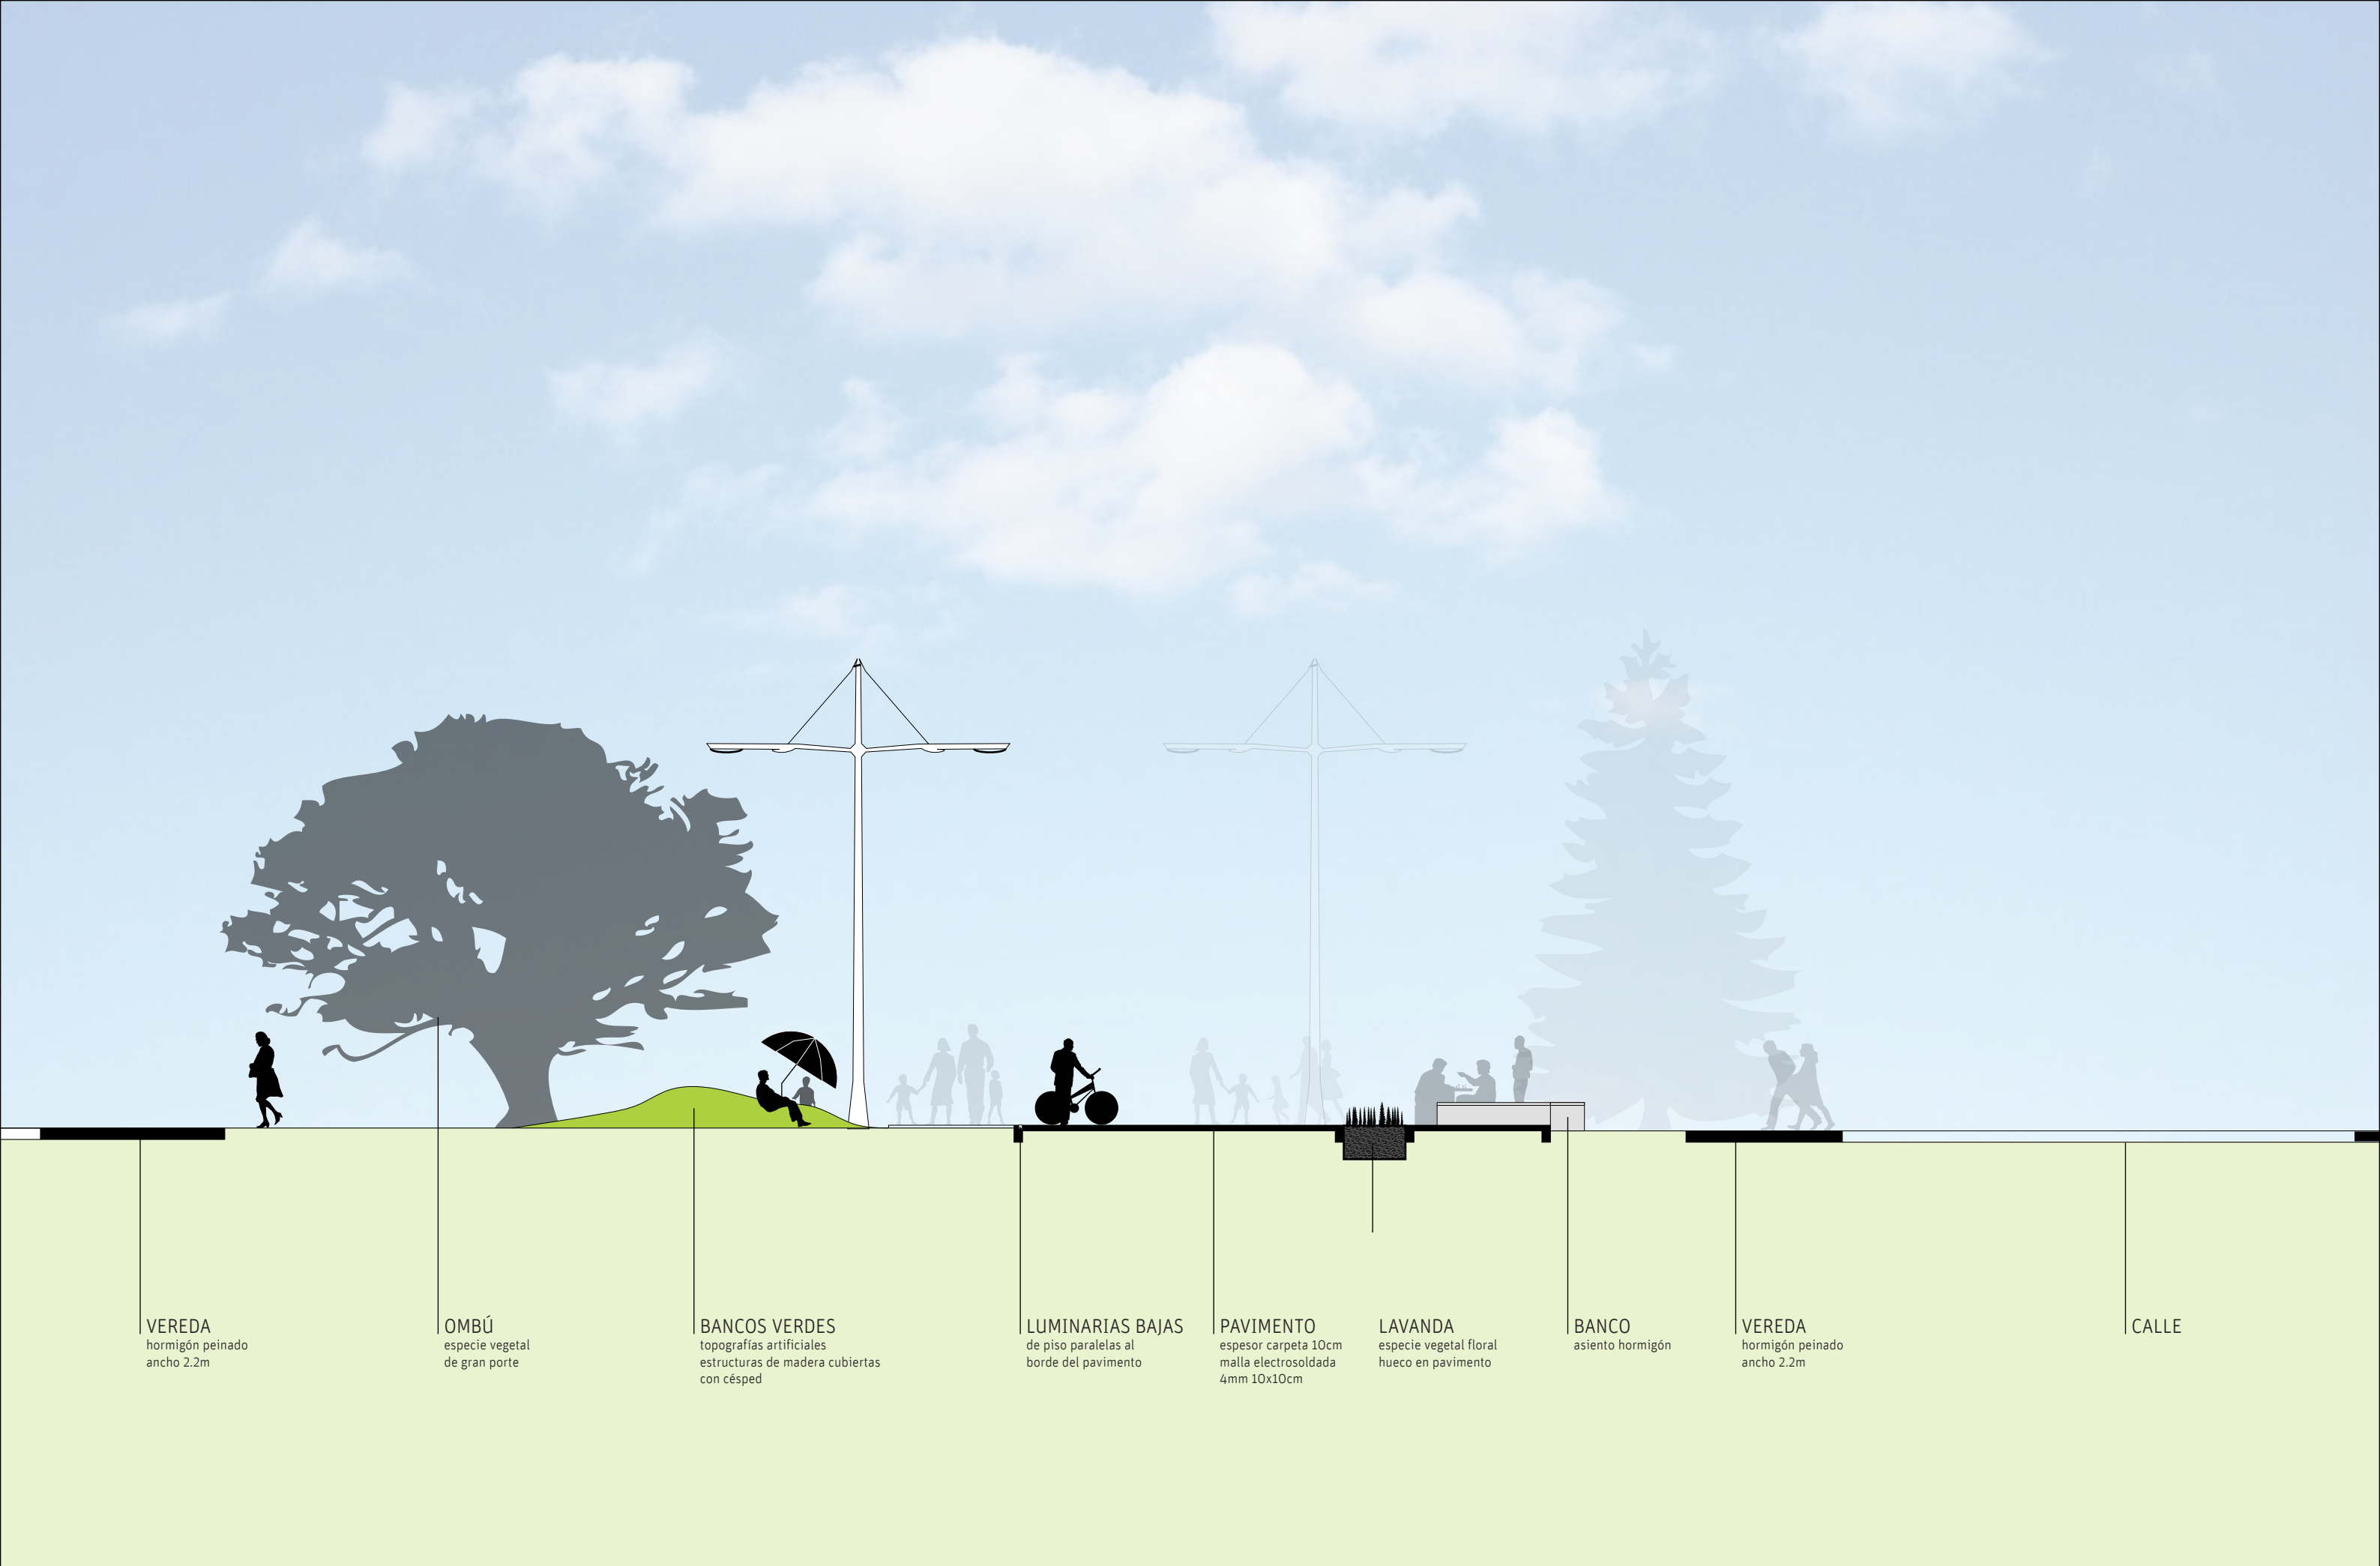 VEREDA
hormigón peinado
ancho 2.2m
OMBÚ
especie vegetal
de gran porte
BANCOS VERDES
topografías artificiales
estructuras de madera cubiertas
con césped
LUMINARIAS BAJAS
de piso paralelas al
borde del pavimento
PAVIMENTO
espesor carpeta 10cm
malla electrosoldada
4mm 10x10cm
LAVANDA
especie vegetal floral
hueco en pavimento
BANCO
asiento hormigón
VEREDA
hormigón peinado
ancho 2.2m
CALLE